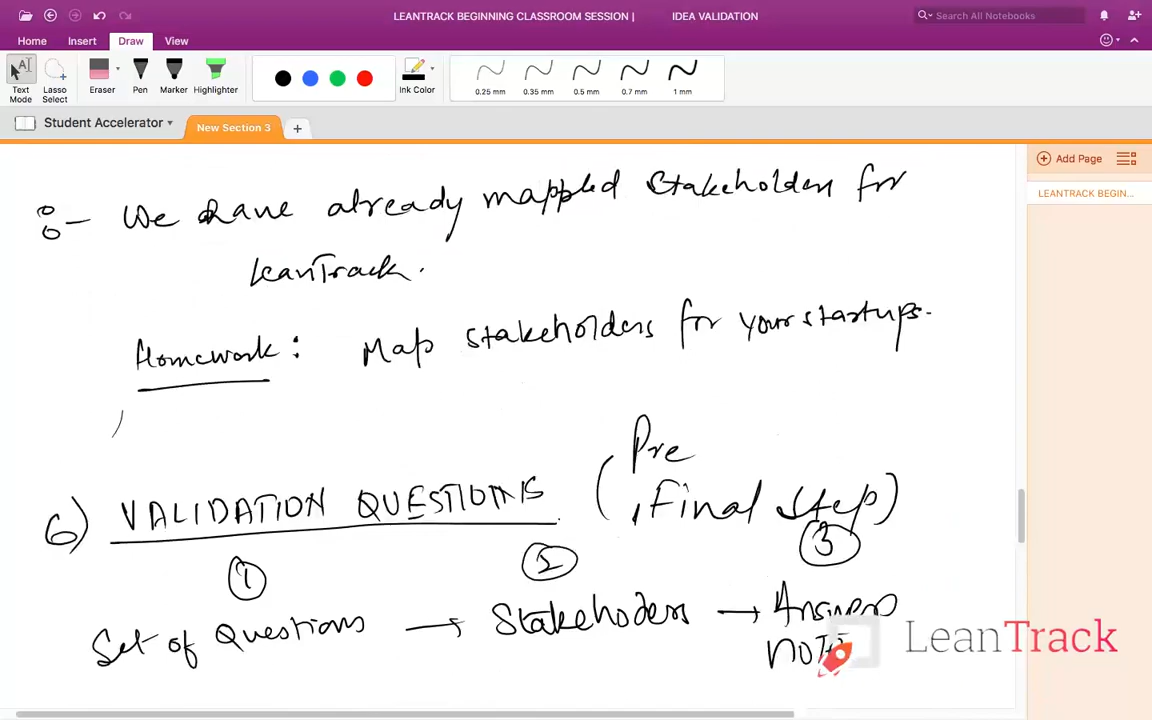 LEANTRACK BEGINNING CLASSROOM SESSION | IDEA VALIDATION
Search All Notebooks
Home Insert Draw View
Text Mode
Lasso Select
Eraser
Pen
Marker
Highlighter
Ink Color
0.25 mm 0.35 mm 0.5 mm 0.7 mm 1 mm
Student Accelerator
New Section 3
+
Add Page
LEANTRACK BEGIN...
:- We have already mapped stakeholders for
LeanTrack.
Homework: Map stakeholders for your startups.
6) VALIDATION QUESTIONS (Pre
Final step)
1 2 3
Set of Questions → Stakehoders → Answers
LeanTrack